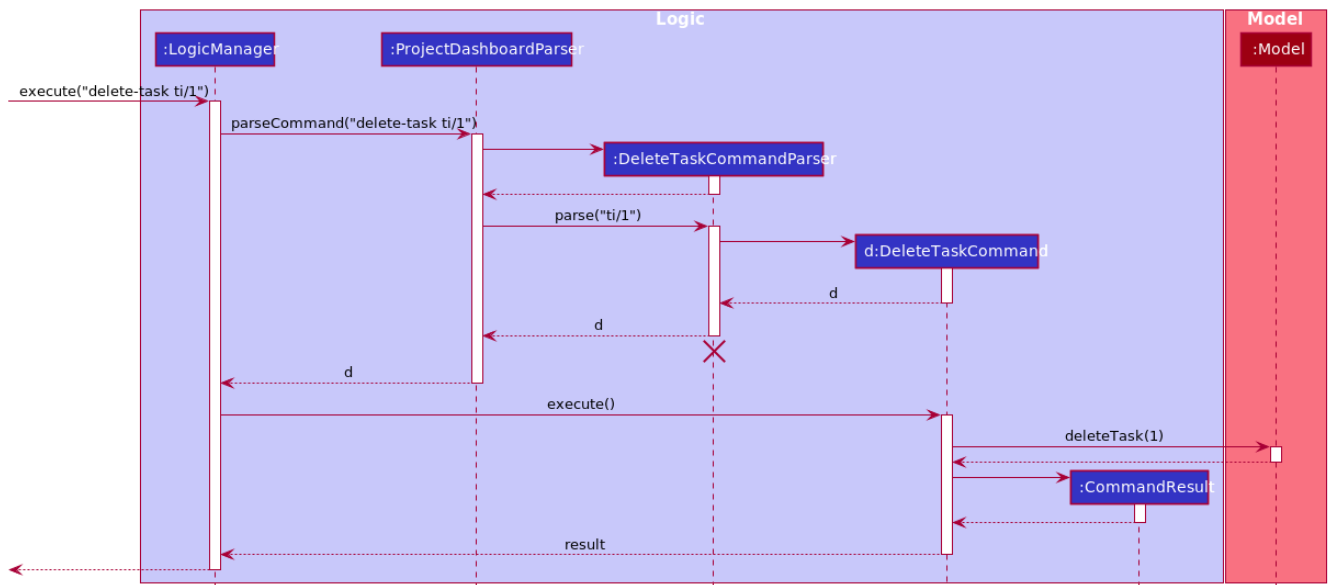 Logic
Model
:LogicManager
:ProjectDashboardParser
:Model
execute("delete-task ti/1")
parseCommand("delete-task ti/1")
:DeleteTaskCommandParser
parse("ti/1")
d:DeleteTaskCommand
d
d
d
execute()
deleteTask(1)
:CommandResult
result